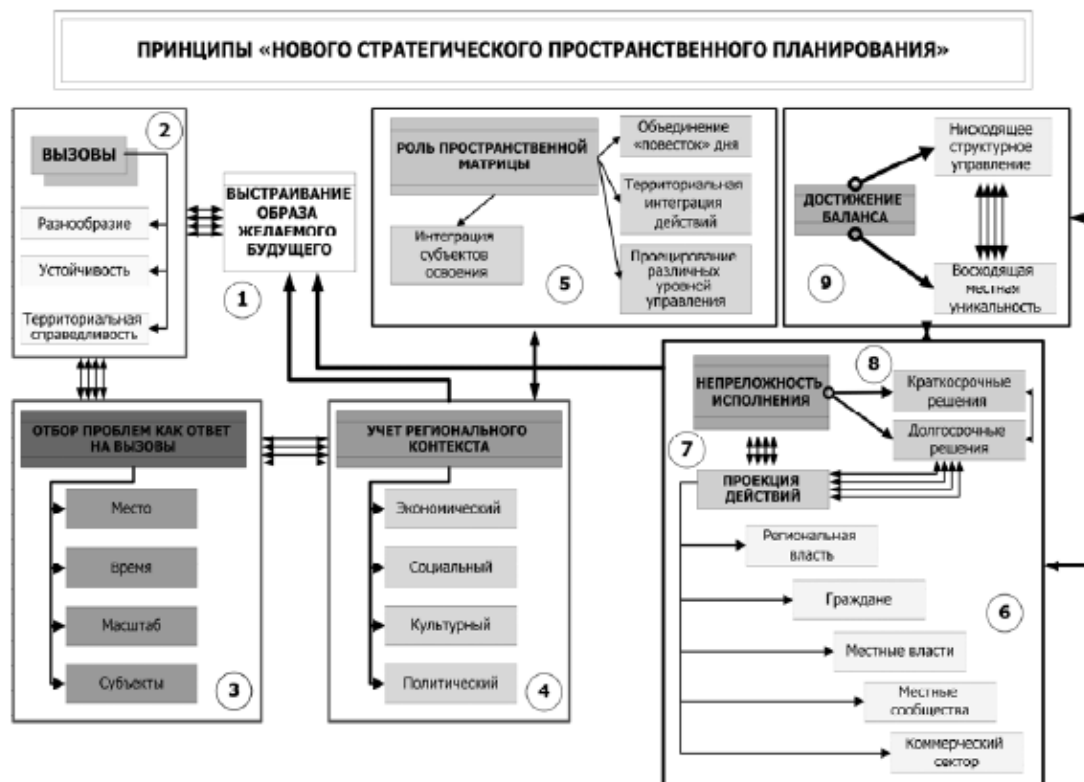 ПРИНЦИПЫ «НОВОГО СТРАТЕГИЧЕСКОГО ПРОСТРАНСТВЕННОГО ПЛАНИРОВАНИЯ»
2
ВЫЗОВЫ
Разнообразие
Устойчивость
Территориальная
справедливость
ВЫСТРАИВАНИЕ
ОБРАЗА
ЖЕЛАЕМОГО
БУДУЩЕГО
1
РОЛЬ ПРОСТРАНСТВЕННОЙ
МАТРИЦЫ
Интеграция
субъектов
освоения
Объединение
«повесток» дня
Территориальная
интеграция
действий
Проецирование
различных
уровней
управления
5
ДОСТИЖЕНИЕ
БАЛАНСА
Нисходящее
структурное
управление
Восходящая
местная
уникальность
9
ОТБОР ПРОБЛЕМ КАК ОТВЕТ
НА ВЫЗОВЫ
Место
Время
Масштаб
Субъекты
3
УЧЕТ РЕГИОНАЛЬНОГО
КОНТЕКСТА
Экономический
Социальный
Культурный
Политический
4
НЕПРЕЛОЖНОСТЬ
ИСПОЛНЕНИЯ
8
Краткосрочные
решения
Долгосрочные
решения
7
ПРОЕКЦИЯ
ДЕЙСТВИЙ
Региональная
власть
Граждане
6
Местные власти
Местные
сообщества
Коммерческий
сектор